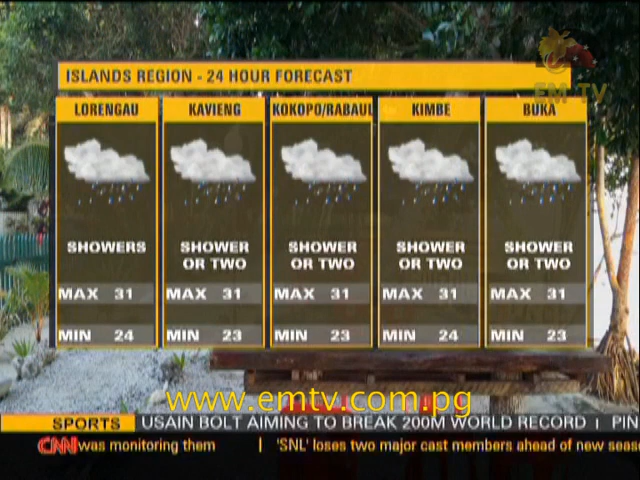 EMTV
ISLANDS REGION - 24 HOUR FORECAST
LORENGAU KAVIENG KOKOPO/RABAUL KIMBE BUKA
SHOWERS SHOWER SHOWER SHOWER SHOWER
OR TWO OR TWO OR TWO OR TWO
MAX 31 MAX 31 MAX 31 MAX 31 MAX 31
MIN 24 MIN 23 MIN 23 MIN 24 MIN 23
www.emtv.com.pg
SPORTS USAIN BOLT AIMING TO BREAK 200M WORLD RECORD | PIN
CNN was monitoring them | 'SNL' loses two major cast members ahead of new seas